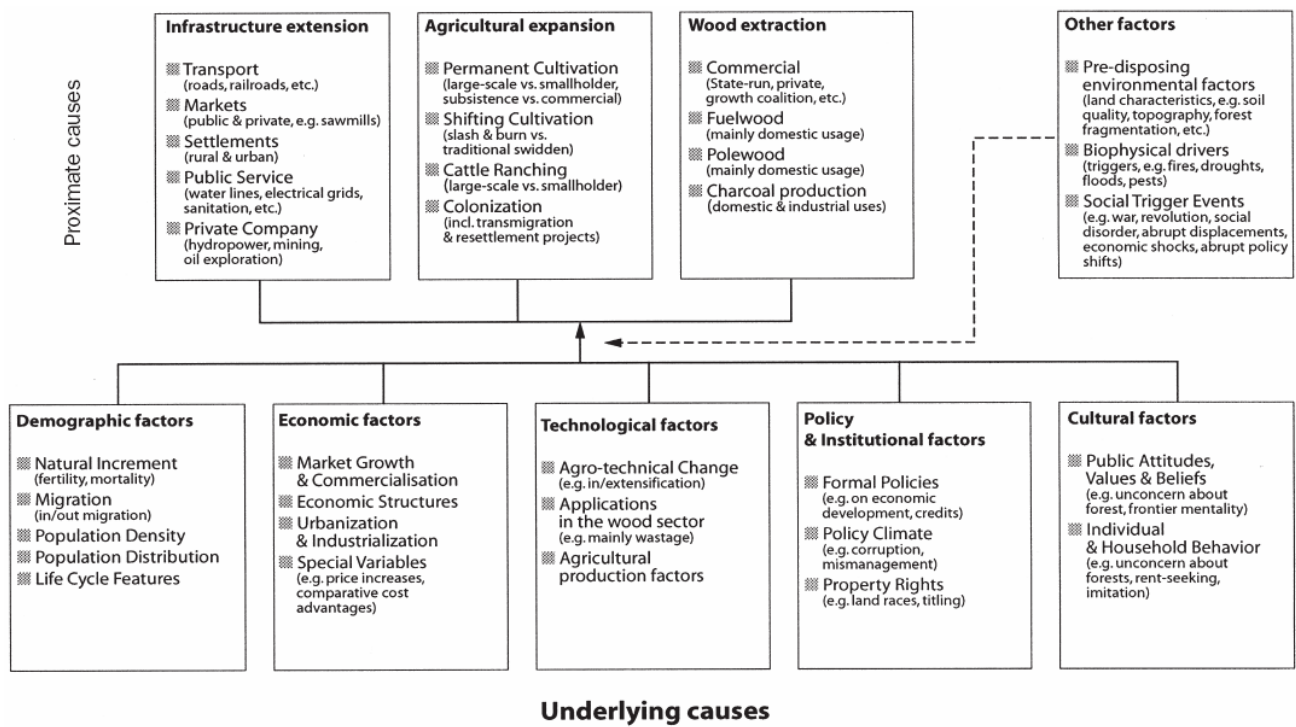 Proximate causes
Infrastructure extension
Transport
(roads, railroads, etc.)
Markets
(public & private, e.g. sawmills)
Settlements
(rural & urban)
Public Service
(water lines, electrical grids,
sanitation, etc.)
Private Company
(hydropower, mining,
oil exploration)
Agricultural expansion
Permanent Cultivation
(large-scale vs. smallholder,
subsistence vs. commercial)
Shifting Cultivation
(slash & burn vs.
traditional swidden)
Cattle Ranching
(large-scale vs. smallholder)
Colonization
(incl. transmigration
& resettlement projects)
Wood extraction
Commercial
(State-run, private,
growth coalition, etc.)
Fuelwood
(mainly domestic usage)
Polewood
(mainly domestic usage)
Charcoal production
(domestic & industrial uses)
Other factors
Pre-disposing
environmental factors
(land characteristics, e.g. soil
quality, topography, forest
fragmentation, etc.)
Biophysical drivers
(triggers, e.g. fires, droughts,
floods, pests)
Social Trigger Events
(e.g. war, revolution, social
disorder, abrupt displacements,
economic shocks, abrupt policy
shifts)
Demographic factors
Natural Increment
(fertility, mortality)
Migration
(in/out migration)
Population Density
Population Distribution
Life Cycle Features
Economic factors
Market Growth
& Commercialisation
Economic Structures
Urbanization
& Industrialization
Special Variables
(e.g. price increases,
comparative cost
advantages)
Technological factors
Agro-technical Change
(e.g. in/extensification)
Applications
in the wood sector
(e.g. mainly wastage)
Agricultural
production factors
Policy
& Institutional factors
Formal Policies
(e.g. on economic
development, credits)
Policy Climate
(e.g. corruption,
mismanagement)
Property Rights
(e.g. land races, titling)
Cultural factors
Public Attitudes,
Values & Beliefs
(e.g. unconcern about
forest, frontier mentality)
Individual
& Household Behavior
(e.g. unconcern about
forests, rent-seeking,
imitation)
Underlying causes